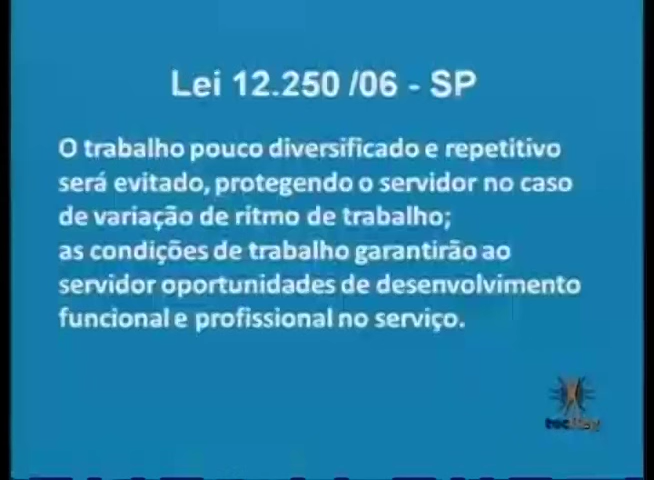 Lei 12.250 /06 - SP
O trabalho pouco diversificado e repetitivo
será evitado, protegendo o servidor no caso
de variação de ritmo de trabalho;
as condições de trabalho garantirão ao
servidor oportunidades de desenvolvimento
funcional e profissional no serviço.